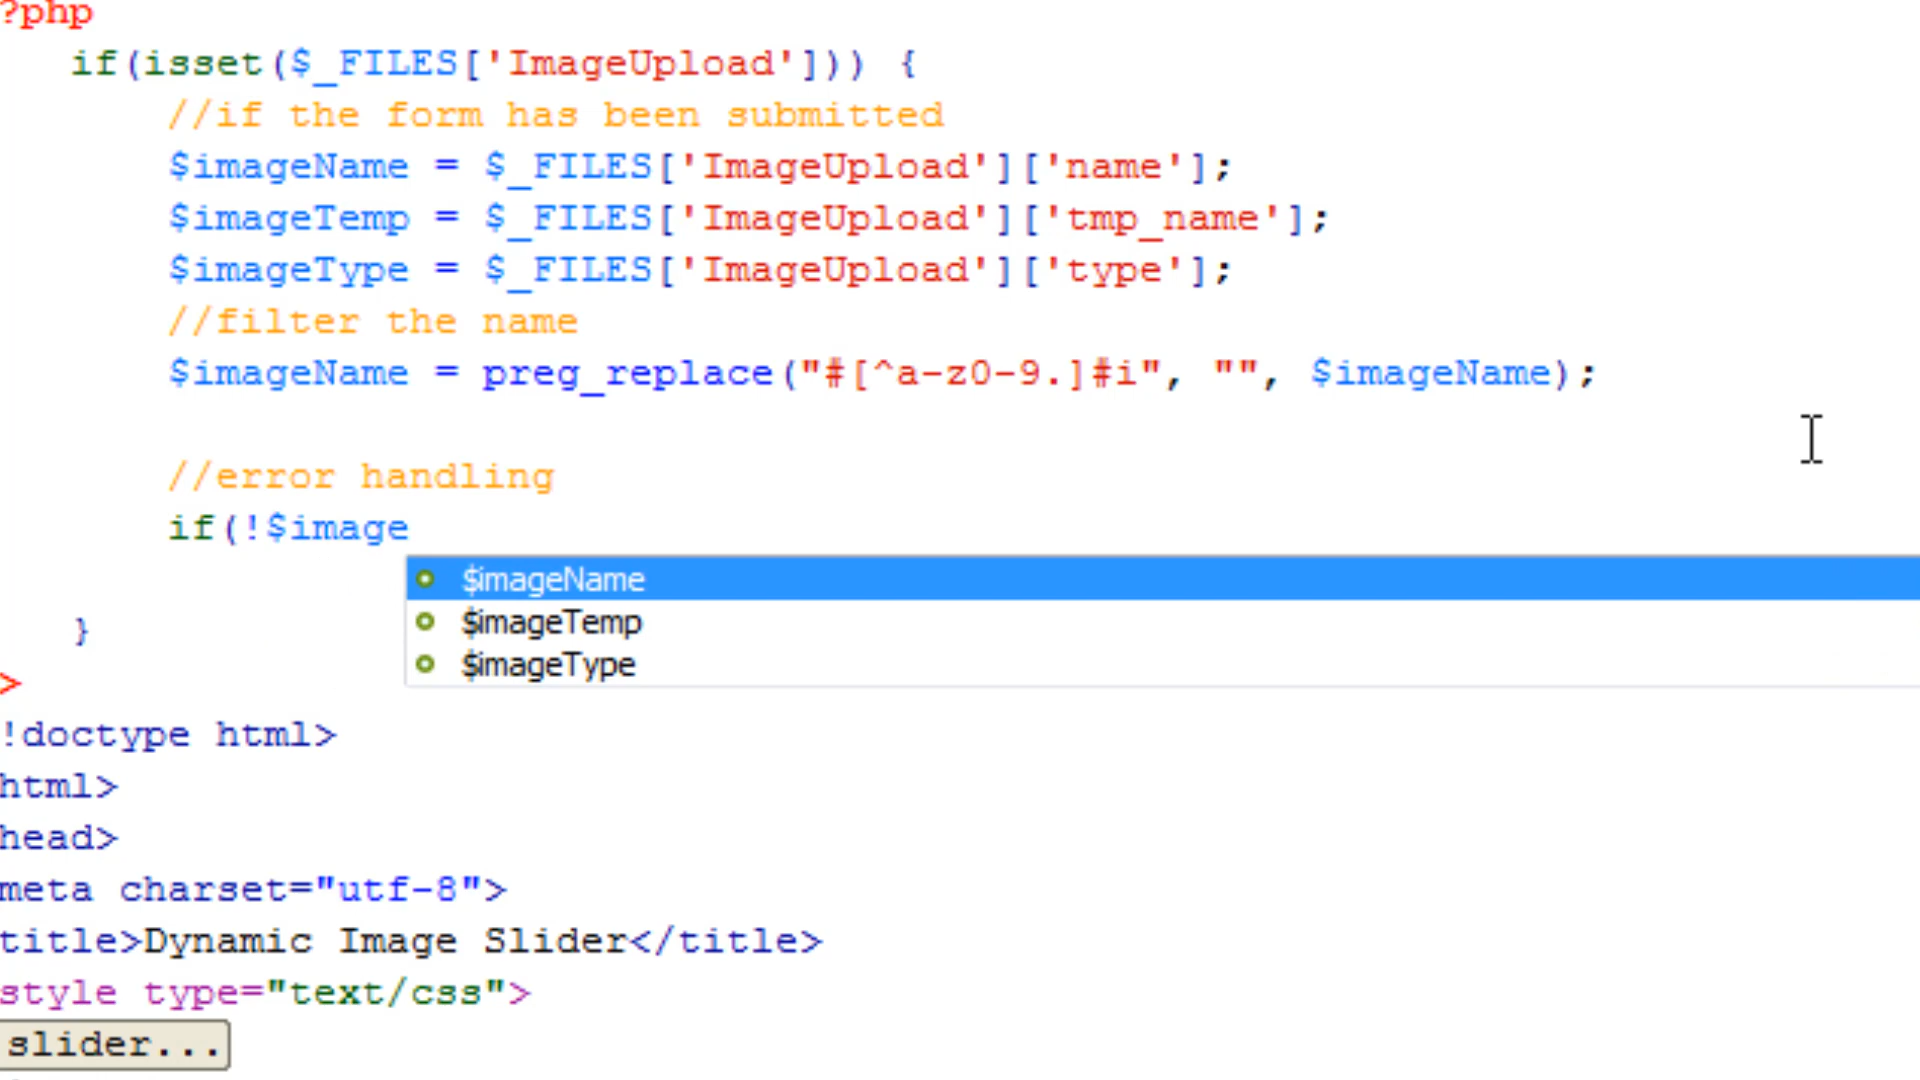 ?php
if(isset($_FILES['ImageUpload'])) {
//if the form has been submitted
$imageName = $_FILES['ImageUpload']['name'];
$imageTemp = $_FILES['ImageUpload']['tmp_name'];
$imageType = $_FILES['ImageUpload']['type'];
//filter the name
$imageName = preg_replace("#[^a-z0-9.]#i", "", $imageName);
//error handling
if(!$image
$imageName
$imageTemp
$imageType
}
>
!doctype html>
html>
head>
meta charset="utf-8">
title>Dynamic Image Slider</title>
style type="text/css">
slider...